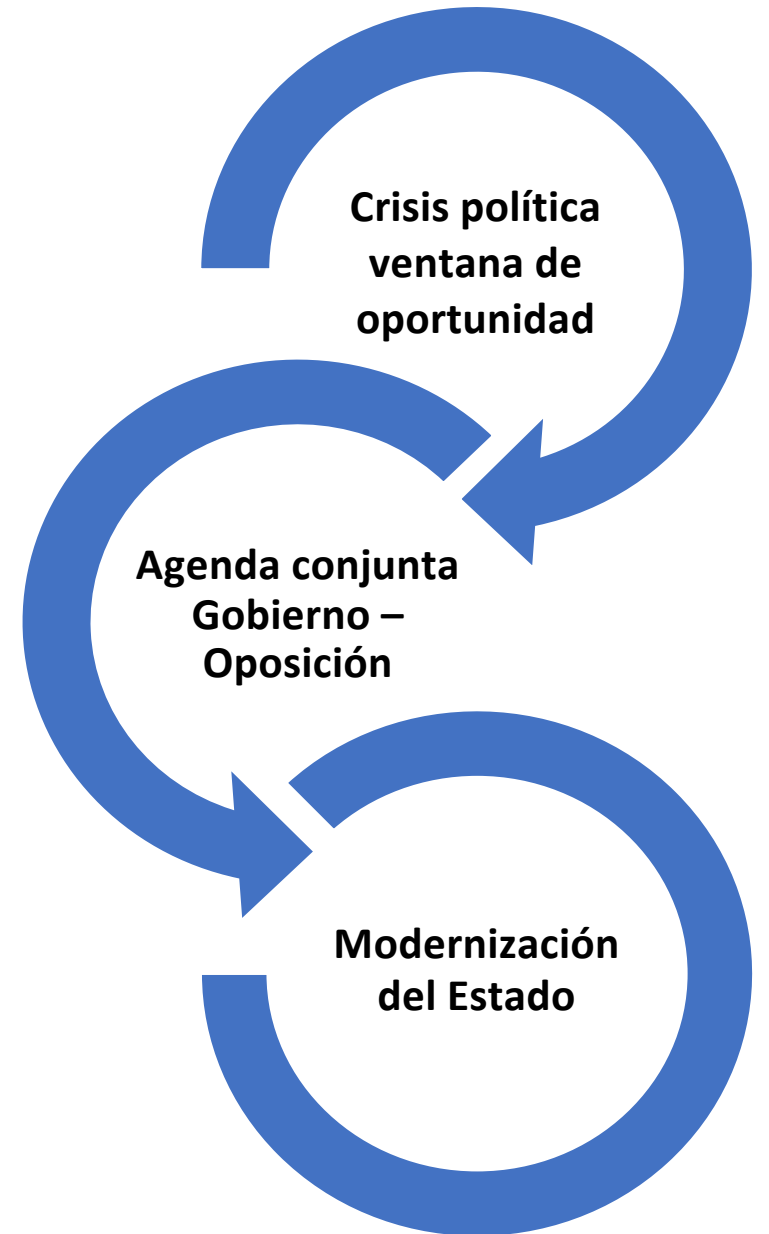 Crisis política
ventana de
oportunidad
Agenda conjunta
Gobierno –
Oposición
Modernización
del Estado